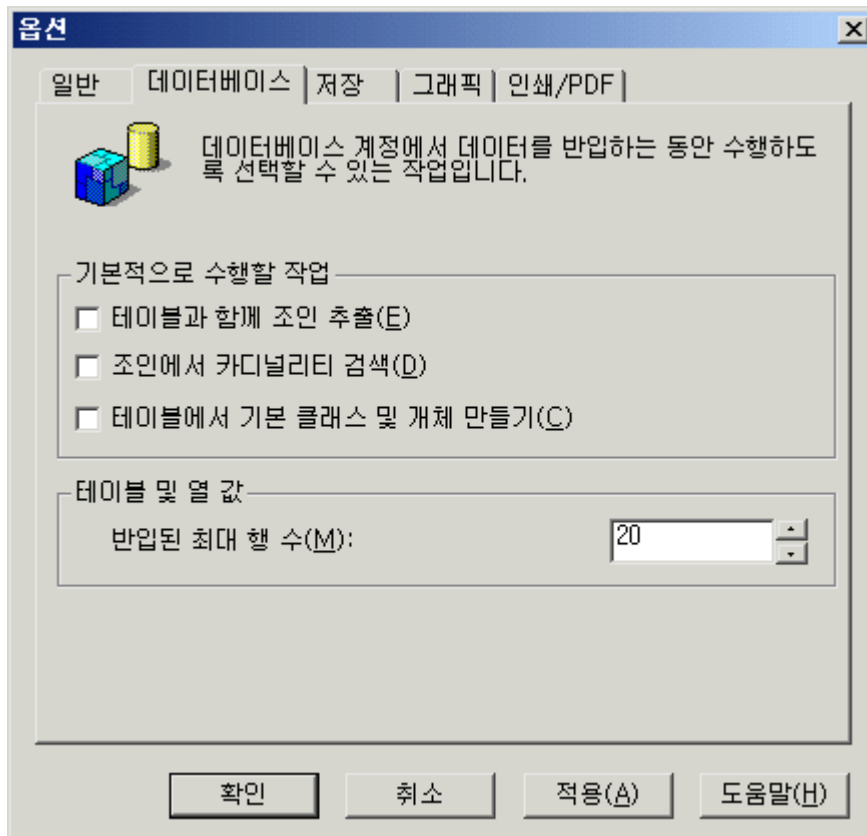 옵션
일반 데이터베이스 저장 그래픽 인쇄/PDF
데이터베이스 계정에서 데이터를 반입하는 동안 수행하도
록 선택할 수 있는 작업입니다.
기본적으로 수행할 작업
테이블과 함께 조인 추출(E)
조인에서 카디널리티 검색(D)
테이블에서 기본 클래스 및 개체 만들기(C)
테이블 및 열 값
반입된 최대 행 수(M): 20
확인 취소 적용(A) 도움말(H)